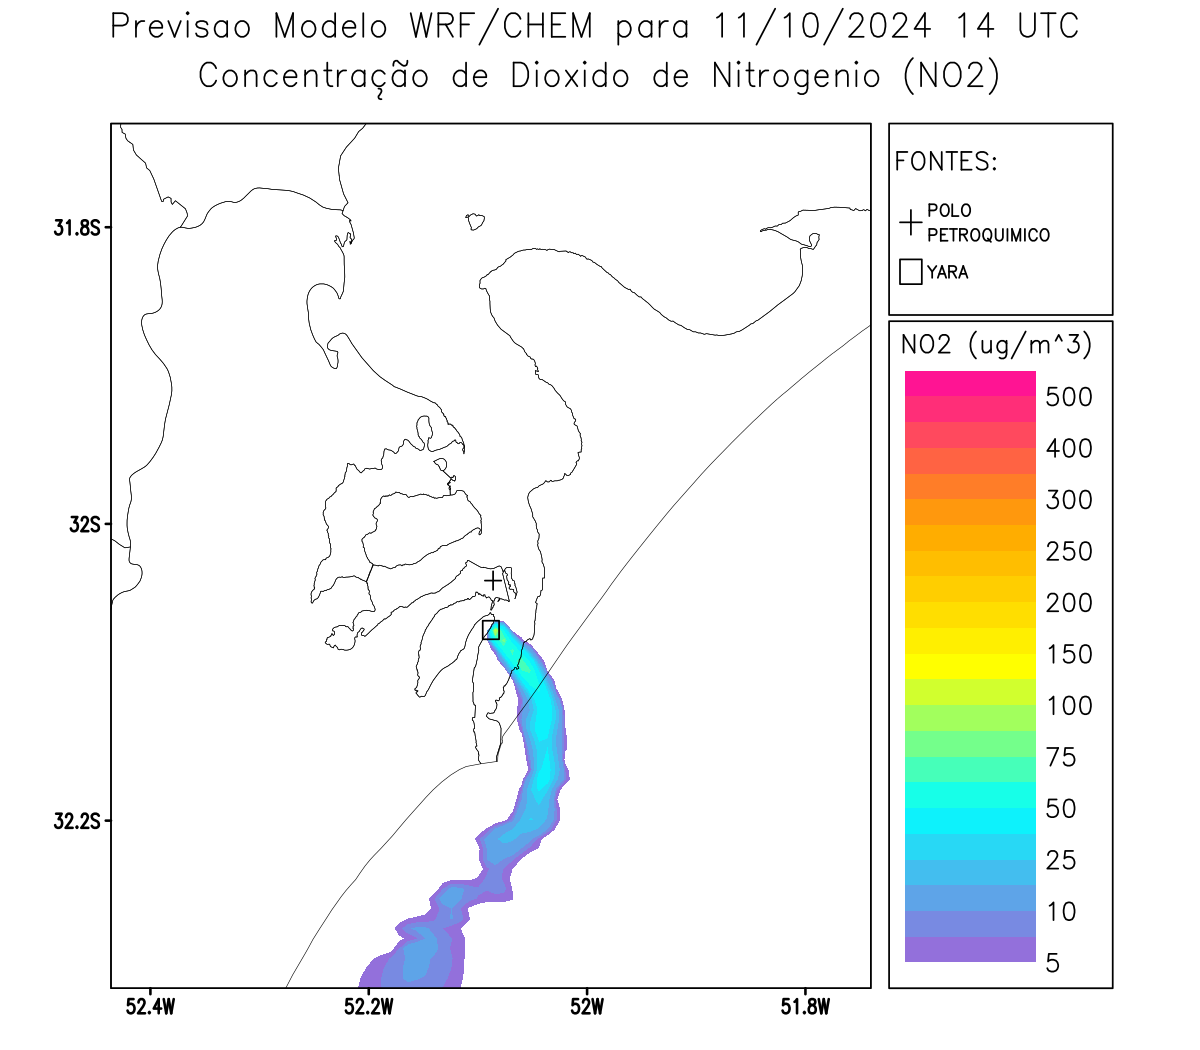 Previsao Modelo WRF/CHEM para 11/10/2024 14 UTC
Concentração de Dioxido de Nitrogenio (NO2)
FONTES:
POLO
PETROQUIMICO
YARA
NO2 (ug/m^3)
500
400
300
250
200
150
100
75
50
25
10
5
31.8S
32S
32.2S
52.4W
52.2W
52W
51.8W